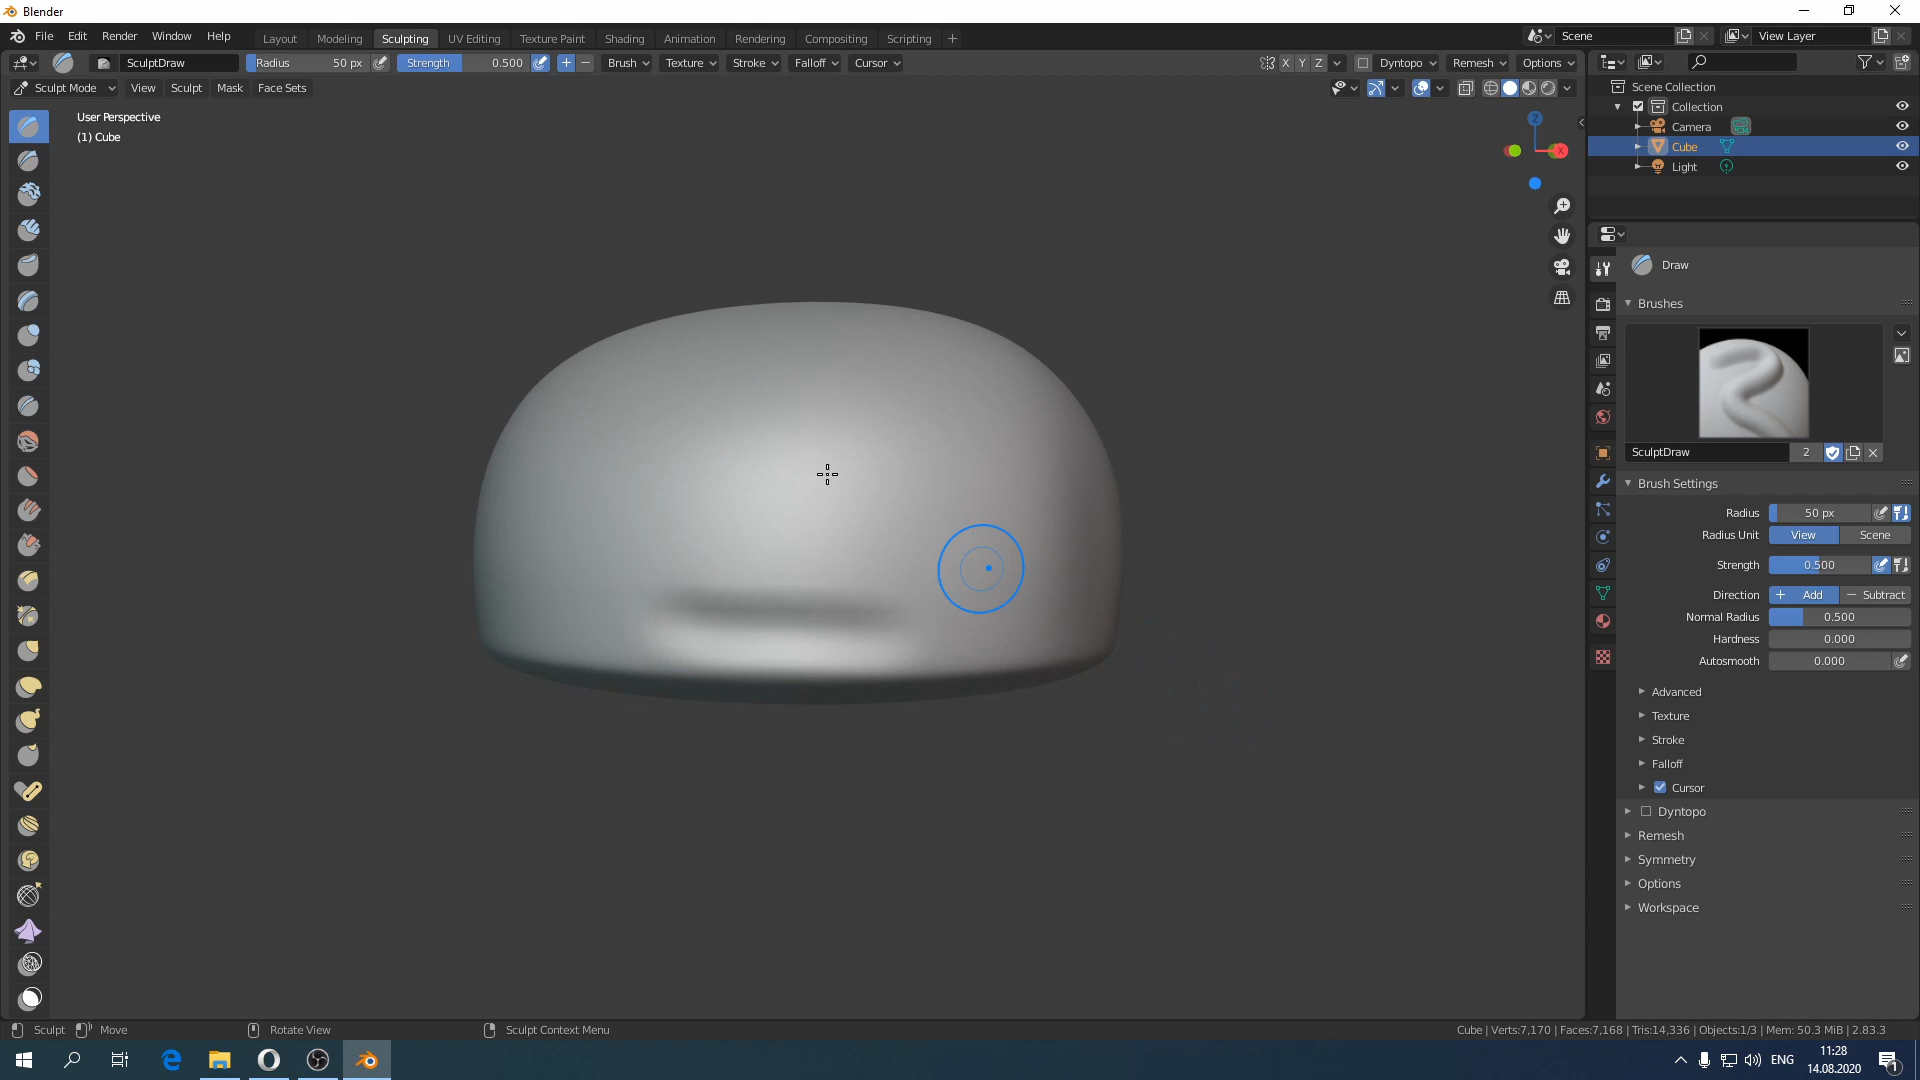 Blender
File Edit Render Window Help
Layout Modeling Sculpting UV Editing Texture Paint Shading Animation Rendering Compositing Scripting +
Scene
View Layer
SculptDraw Radius 50 px Strength 0.500 + − Brush Texture Stroke Falloff Cursor
X Y Z Dyntopo Remesh Options
Sculpt Mode View Sculpt Mask Face Sets
User Perspective
(1) Cube
Z
X
Scene Collection
Collection
Camera
Cube
Light
Draw
Brushes
SculptDraw 2
Brush Settings
Radius 50 px
Radius Unit View Scene
Strength 0.500
Direction + Add − Subtract
Normal Radius 0.500
Hardness 0.000
Autosmooth 0.000
Advanced
Texture
Stroke
Falloff
Cursor
Dyntopo
Remesh
Symmetry
Options
Workspace
Sculpt Move Rotate View Sculpt Context Menu
Cube | Verts:7,170 | Faces:7,168 | Tris:14,336 | Objects:1/3 | Mem: 50.3 MiB | 2.83.3
ENG
11:28
14.08.2020
1